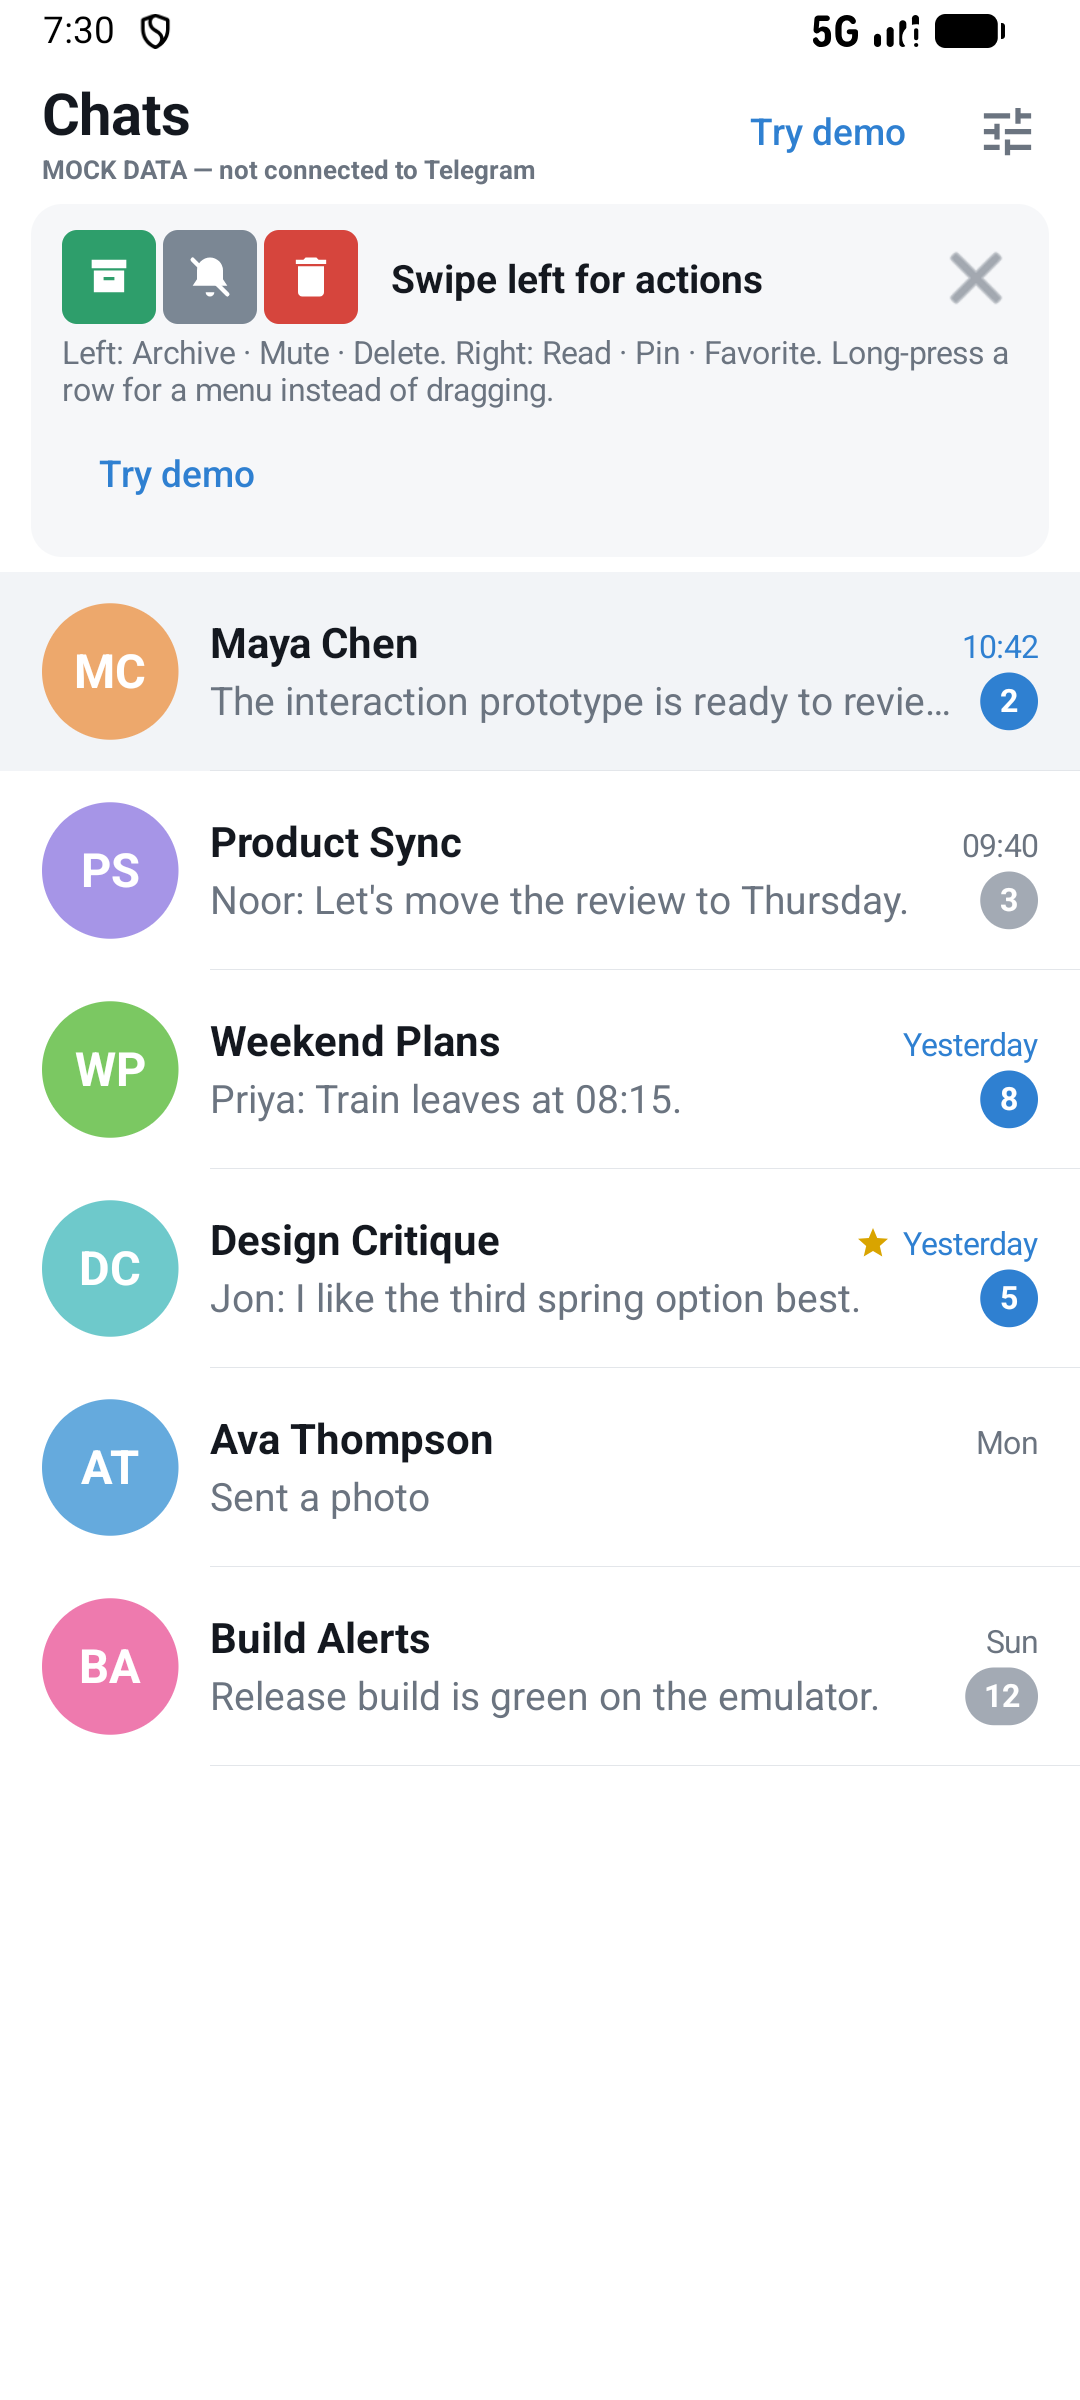 7:30
5G
Chats
Try demo
MOCK DATA — not connected to Telegram
Swipe left for actions
Left: Archive · Mute · Delete. Right: Read · Pin · Favorite. Long-press a
row for a menu instead of dragging.
Try demo
MC
Maya Chen
10:42
The interaction prototype is ready to revie…
2
PS
Product Sync
09:40
Noor: Let's move the review to Thursday.
3
WP
Weekend Plans
Yesterday
Priya: Train leaves at 08:15.
8
DC
Design Critique
Yesterday
Jon: I like the third spring option best.
5
AT
Ava Thompson
Mon
Sent a photo
BA
Build Alerts
Sun
Release build is green on the emulator.
12